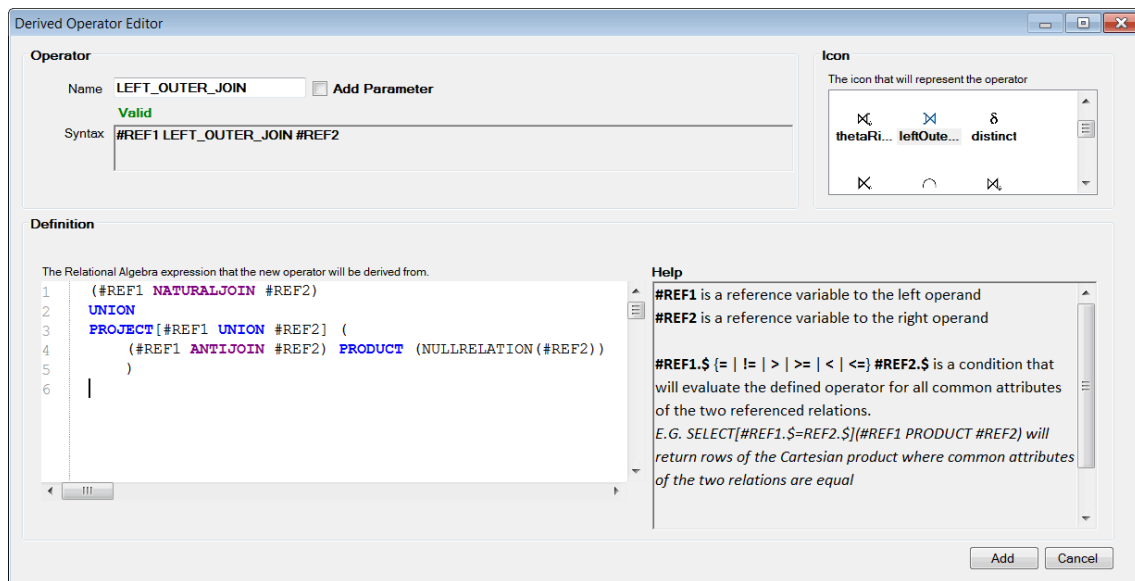 Derived Operator Editor
Operator
Name LEFT_OUTER_JOIN Add Parameter
Valid
Syntax #REF1 LEFT_OUTER_JOIN #REF2
Icon
The icon that will represent the operator
thetaRi... leftOute... distinct
δ
Definition
The Relational Algebra expression that the new operator will be derived from.
1 (#REF1 NATURALJOIN #REF2)
2 UNION
3 PROJECT[#REF1 UNION #REF2] (
4 (#REF1 ANTIJOIN #REF2) PRODUCT (NULLRELATION(#REF2))
5 )
6
Help
#REF1 is a reference variable to the left operand
#REF2 is a reference variable to the right operand
#REF1.$ {= | != | > | >= | < | <=} #REF2.$ is a condition that
will evaluate the defined operator for all common attributes
of the two referenced relations.
E.G. SELECT[#REF1.$=REF2.$](#REF1 PRODUCT #REF2) will
return rows of the Cartesian product where common attributes
of the two relations are equal
Add Cancel